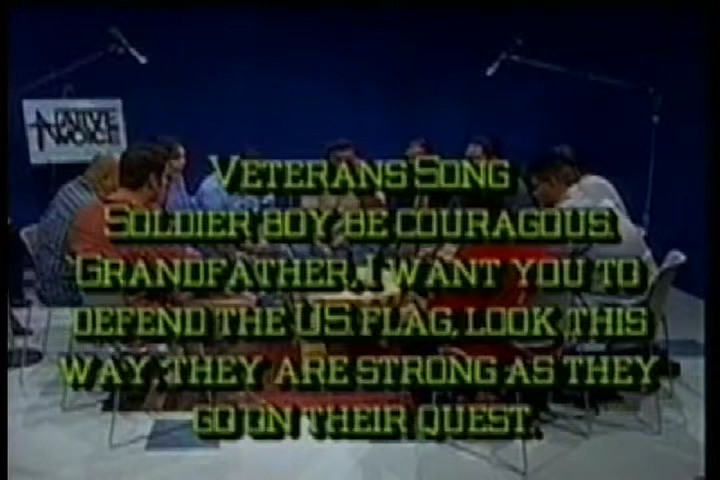 NATIVE
VOICE
VETERANS SONG
SOLDIER BOY BE COURAGOUS.
GRANDFATHER, I WANT YOU TO
DEFEND THE US FLAG, LOOK THIS
WAY, THEY ARE STRONG AS THEY
GO ON THEIR QUEST.